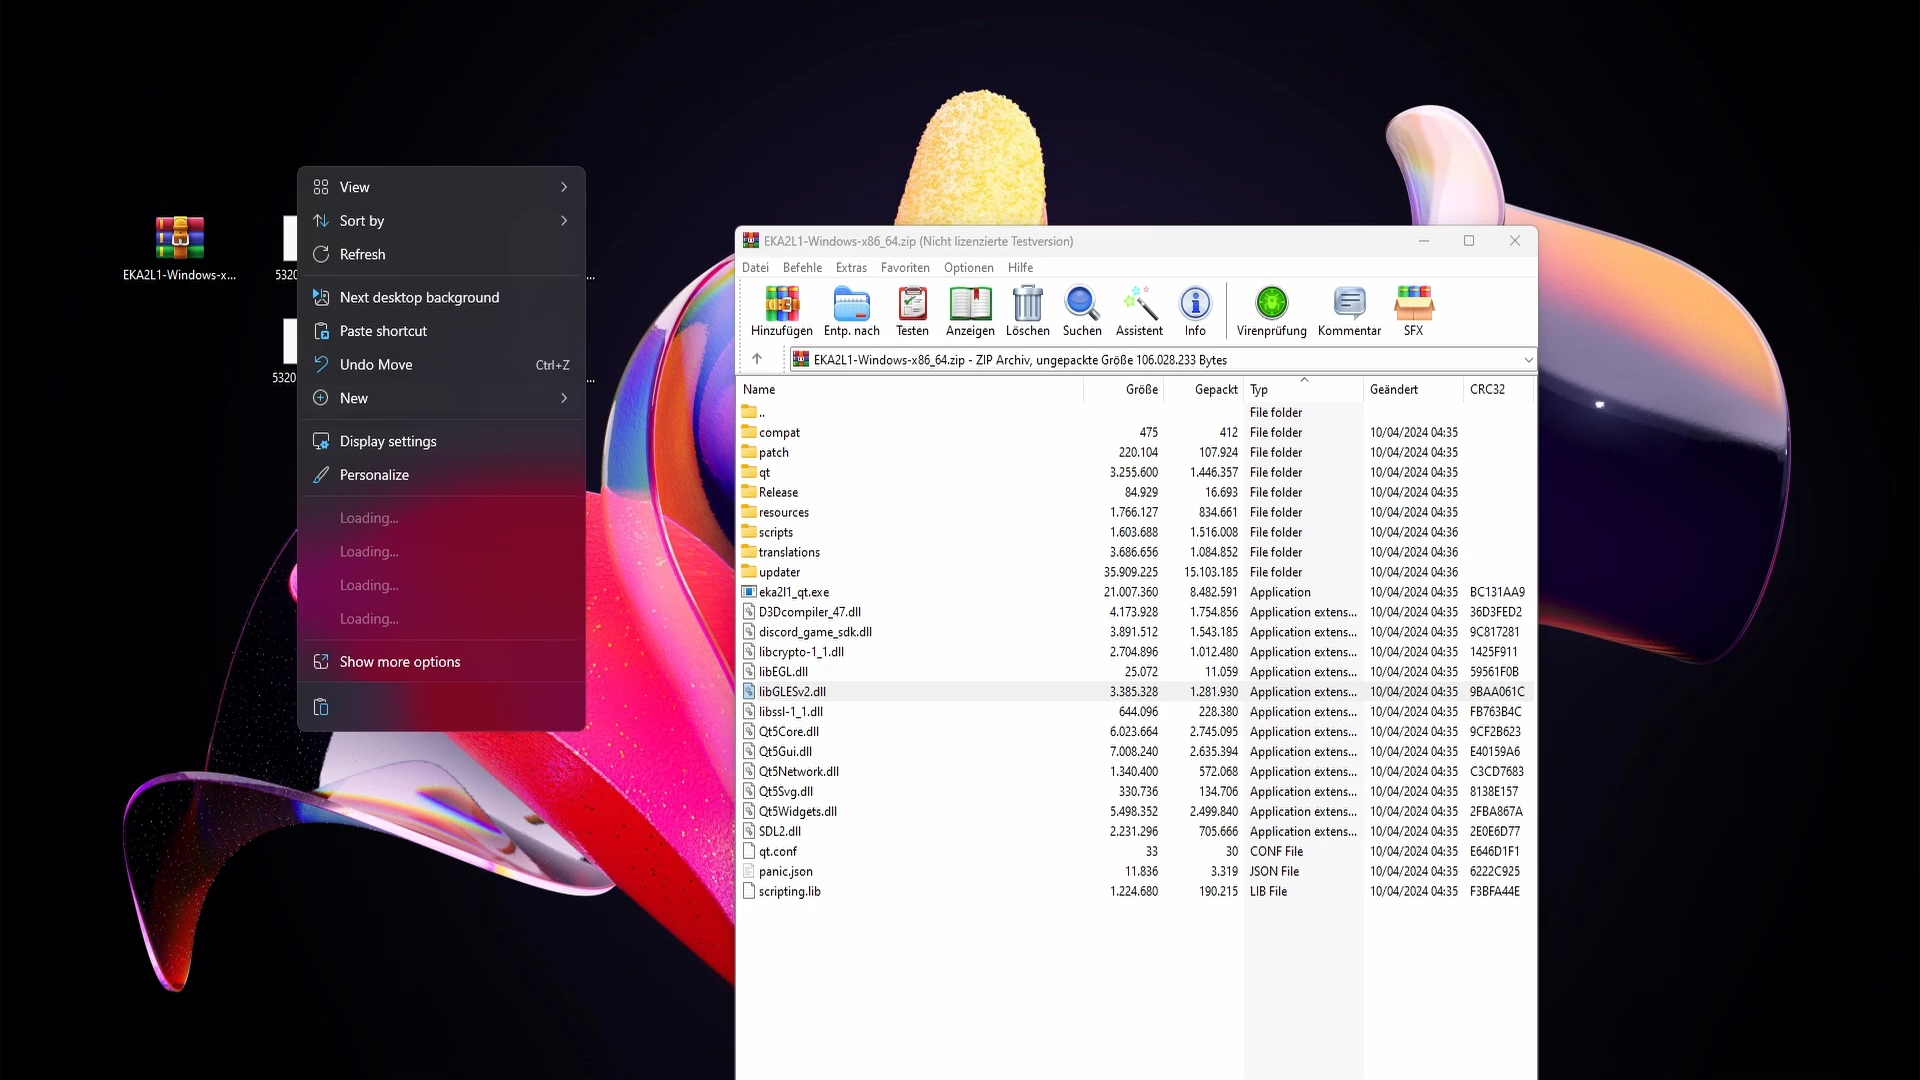 EKA2L1-Windows-x...
5320
...
5320
...
View
Sort by
Refresh
Next desktop background
Paste shortcut
Undo Move Ctrl+Z
New
Display settings
Personalize
Loading...
Loading...
Loading...
Loading...
Show more options
EKA2L1-Windows-x86_64.zip (Nicht lizenzierte Testversion)
Datei Befehle Extras Favoriten Optionen Hilfe
Hinzufügen Entp. nach Testen Anzeigen Löschen Suchen Assistent Info Virenprüfung Kommentar SFX
EKA2L1-Windows-x86_64.zip - ZIP Archiv, ungepackte Größe 106.028.233 Bytes
Name Größe Gepackt Typ Geändert CRC32
.. File folder
compat 475 412 File folder 10/04/2024 04:35
patch 220.104 107.924 File folder 10/04/2024 04:35
qt 3.255.600 1.446.357 File folder 10/04/2024 04:35
Release 84.929 16.693 File folder 10/04/2024 04:35
resources 1.766.127 834.661 File folder 10/04/2024 04:35
scripts 1.603.688 1.516.008 File folder 10/04/2024 04:36
translations 3.686.656 1.084.852 File folder 10/04/2024 04:36
updater 35.909.225 15.103.185 File folder 10/04/2024 04:36
eka2l1_qt.exe 21.007.360 8.482.591 Application 10/04/2024 04:35 BC131AA9
D3Dcompiler_47.dll 4.173.928 1.754.856 Application extens... 10/04/2024 04:35 36D3FED2
discord_game_sdk.dll 3.891.512 1.543.185 Application extens... 10/04/2024 04:35 9C817281
libcrypto-1_1.dll 2.704.896 1.012.480 Application extens... 10/04/2024 04:35 1425F911
libEGL.dll 25.072 11.059 Application extens... 10/04/2024 04:35 59561F0B
libGLESv2.dll 3.385.328 1.281.930 Application extens... 10/04/2024 04:35 9BAA061C
libssl-1_1.dll 644.096 228.380 Application extens... 10/04/2024 04:35 FB763B4C
Qt5Core.dll 6.023.664 2.745.095 Application extens... 10/04/2024 04:35 9CF2B623
Qt5Gui.dll 7.008.240 2.635.394 Application extens... 10/04/2024 04:35 E40159A6
Qt5Network.dll 1.340.400 572.068 Application extens... 10/04/2024 04:35 C3CD7683
Qt5Svg.dll 330.736 134.706 Application extens... 10/04/2024 04:35 8138E157
Qt5Widgets.dll 5.498.352 2.499.840 Application extens... 10/04/2024 04:35 2FBA867A
SDL2.dll 2.231.296 705.666 Application extens... 10/04/2024 04:35 2E0E6D77
qt.conf 33 30 CONF File 10/04/2024 04:35 E646D1F1
panic.json 11.836 3.319 JSON File 10/04/2024 04:35 6222C925
scripting.lib 1.224.680 190.215 LIB File 10/04/2024 04:35 F3BFA44E